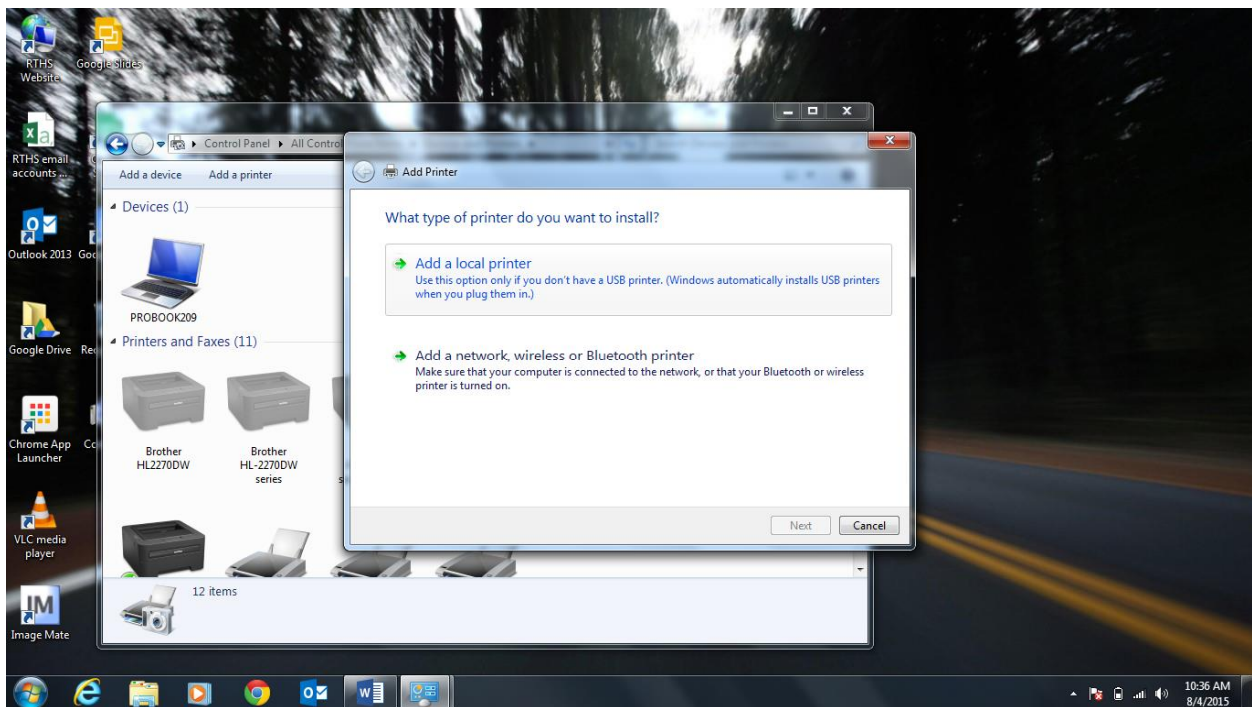 RTHS
Website
Google Slides
RTHS email
accounts ...
Outlook 2013
Goo
Google Drive
Rec
Chrome App
Launcher
Co
VLC media
player
IM
Image Mate
Control Panel
All Contro
Add a device
Add a printer
Devices (1)
PROBOOK209
Printers and Faxes (11)
Brother
HL2270DW
Brother
HL-2270DW
series
s
12 items
Add Printer
What type of printer do you want to install?
Add a local printer
Use this option only if you don't have a USB printer. (Windows automatically installs USB printers
when you plug them in.)
Add a network, wireless or Bluetooth printer
Make sure that your computer is connected to the network, or that your Bluetooth or wireless
printer is turned on.
Next
Cancel
10:36 AM
8/4/2015